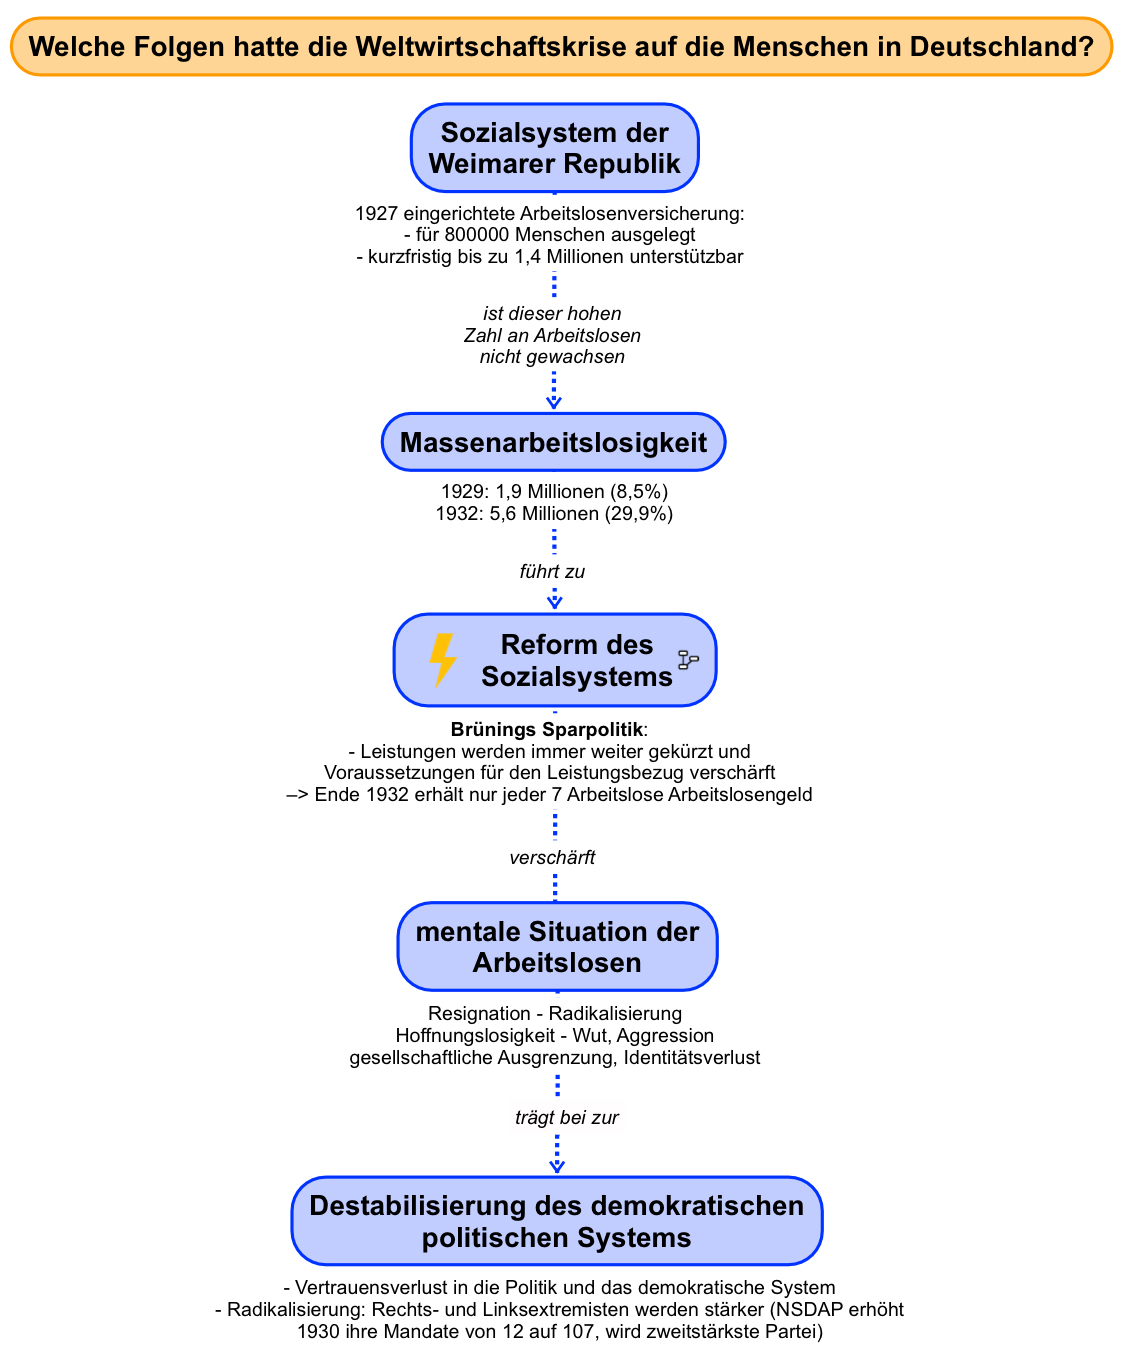 Welche Folgen hatte die Weltwirtschaftskrise auf die Menschen in Deutschland?
Sozialsystem der
Weimarer Republik
1927 eingerichtete Arbeitslosenversicherung:
- für 800000 Menschen ausgelegt
- kurzfristig bis zu 1,4 Millionen unterstützbar
ist dieser hohen
Zahl an Arbeitslosen
nicht gewachsen
Massenarbeitslosigkeit
1929: 1,9 Millionen (8,5%)
1932: 5,6 Millionen (29,9%)
führt zu
Reform des
Sozialsystems
Brünings Sparpolitik:
- Leistungen werden immer weiter gekürzt und
Voraussetzungen für den Leistungsbezug verschärft
–> Ende 1932 erhält nur jeder 7 Arbeitslose Arbeitslosengeld
verschärft
mentale Situation der
Arbeitslosen
Resignation - Radikalisierung
Hoffnungslosigkeit - Wut, Aggression
gesellschaftliche Ausgrenzung, Identitätsverlust
trägt bei zur
Destabilisierung des demokratischen
politischen Systems
- Vertrauensverlust in die Politik und das demokratische System
- Radikalisierung: Rechts- und Linksextremisten werden stärker (NSDAP erhöht
1930 ihre Mandate von 12 auf 107, wird zweitstärkste Partei)